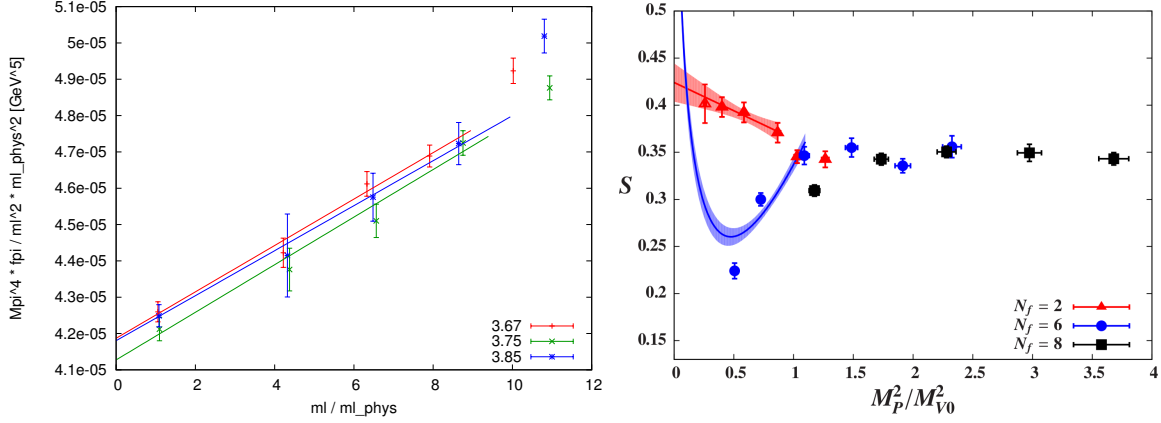 Mpi^4 * fpi / ml^2 * ml_phys^2 [GeV^5]
5.1e-05
5e-05
4.9e-05
4.8e-05
4.7e-05
4.6e-05
4.5e-05
4.4e-05
4.3e-05
4.2e-05
4.1e-05
3.67
3.75
3.85
0 2 4 6 8 10 12
ml / ml_phys
S
0.5
0.45
0.4
0.35
0.3
0.25
0.2
0.15
N_f = 2
N_f = 6
N_f = 8
0 0.5 1 1.5 2 2.5 3 3.5 4
M_P^2/M_{V0}^2